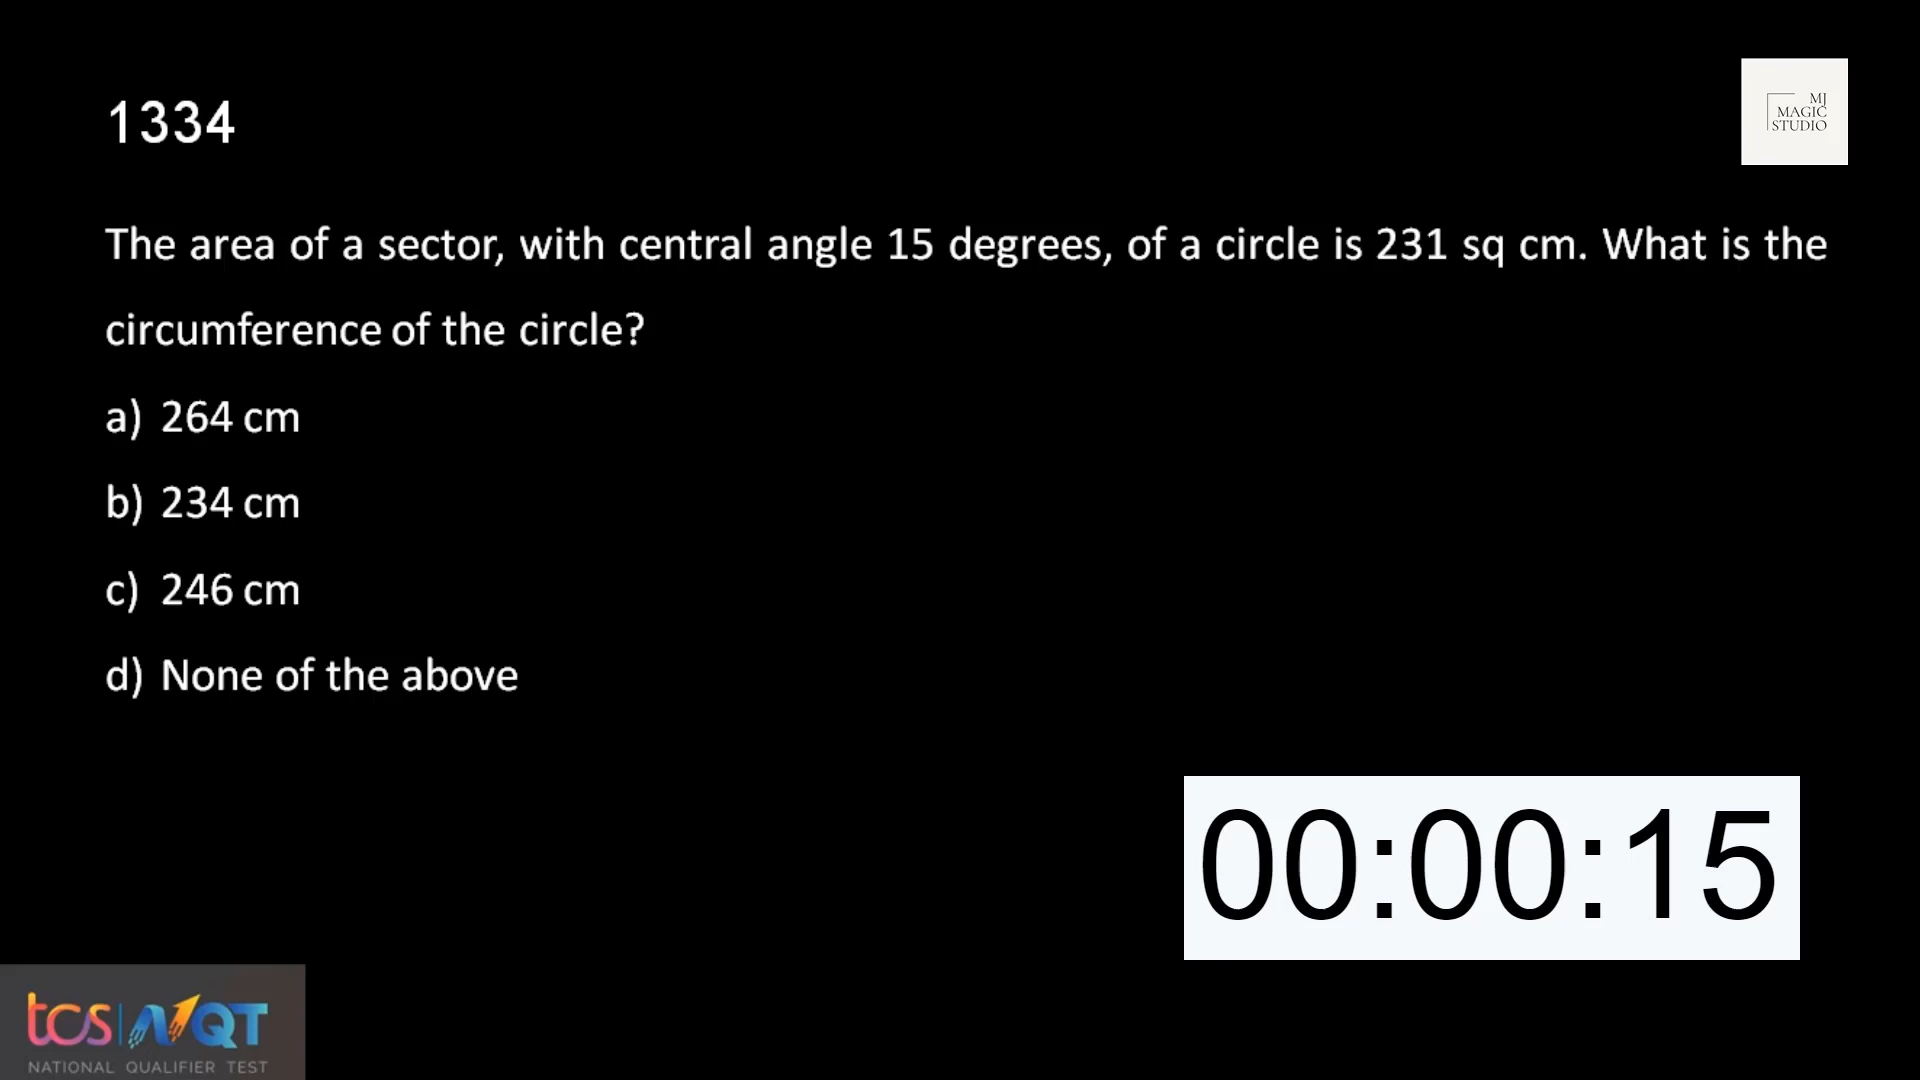 1334
MJ
MAGIC
STUDIO
The area of a sector, with central angle 15 degrees, of a circle is 231 sq cm. What is the
circumference of the circle?
a) 264 cm
b) 234 cm
c) 246 cm
d) None of the above
00:00:15
tcs NQT
NATIONAL QUALIFIER TEST